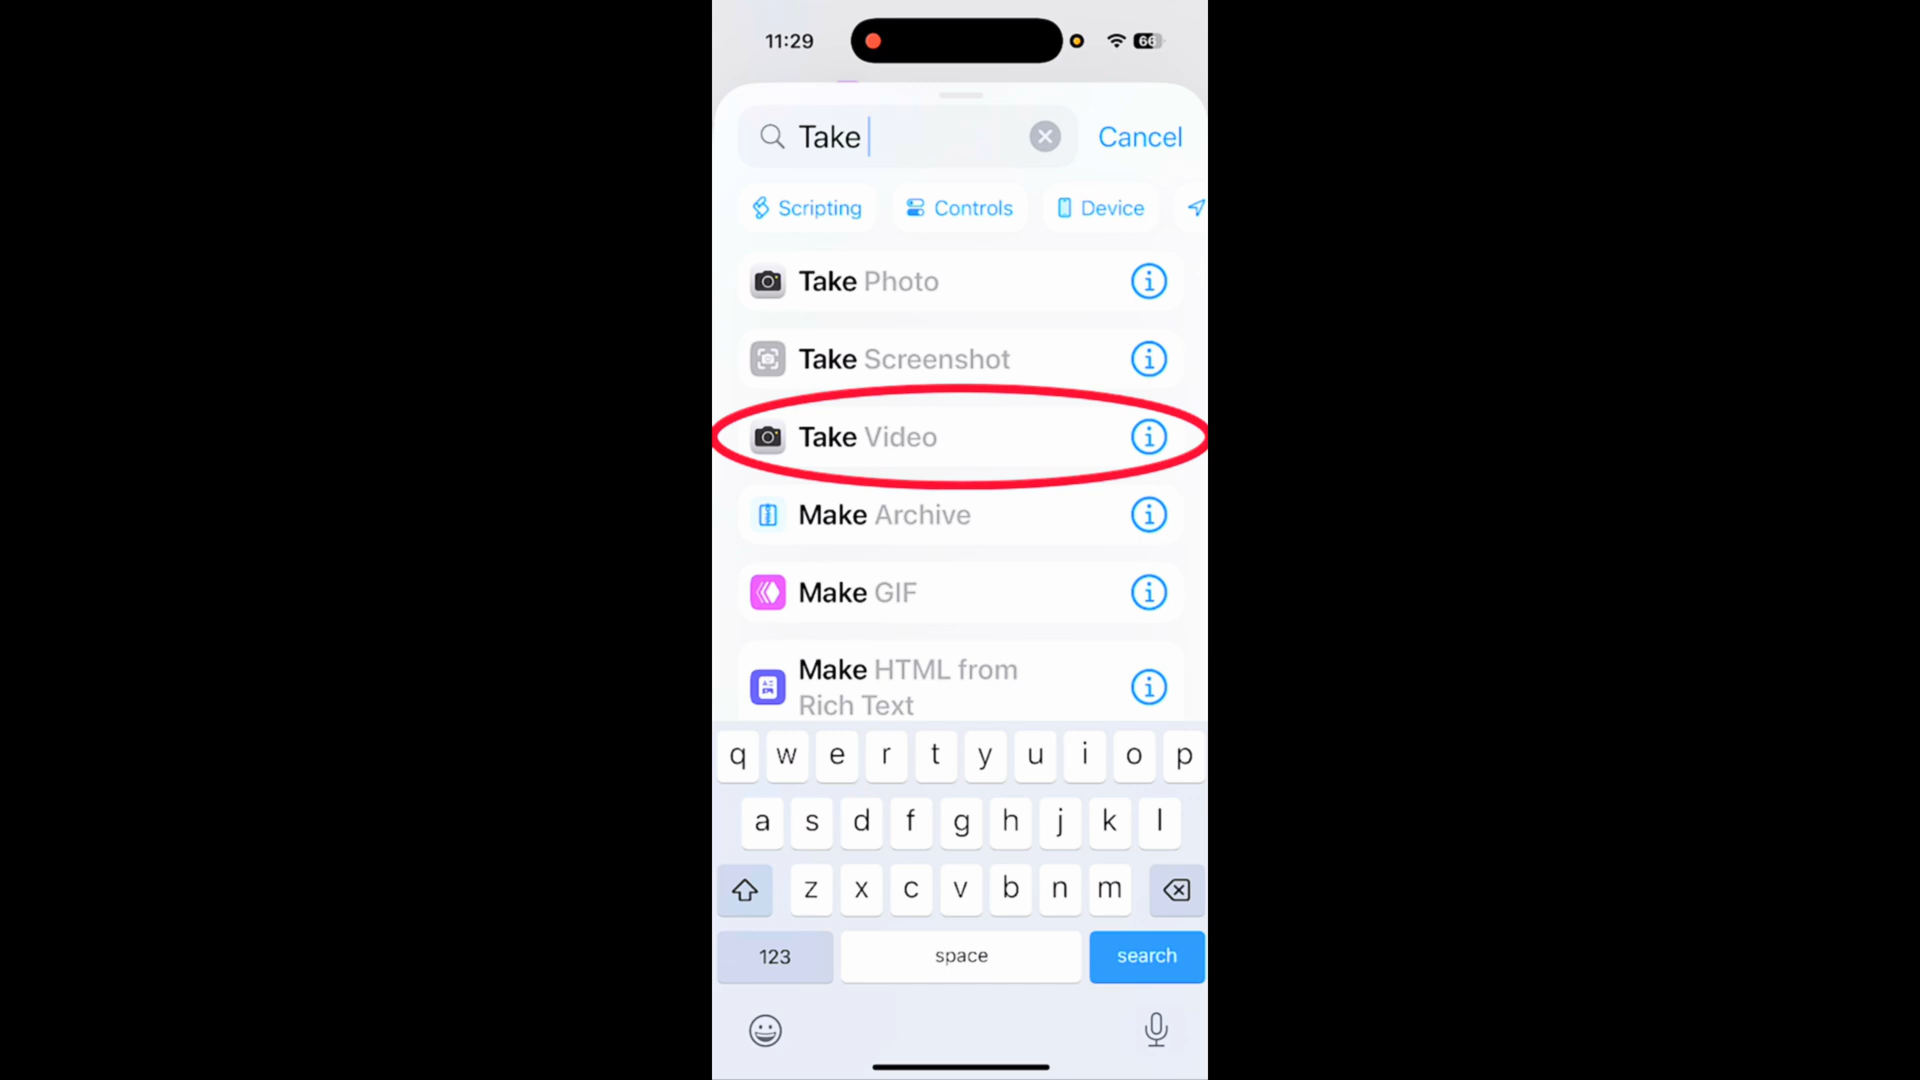 11:29
66
Take
Cancel
Scripting
Controls
Device
Take Photo
Take Screenshot
Take Video
Make Archive
Make GIF
Make HTML from
Rich Text
q w e r t y u i o p
a s d f g h j k l
z x c v b n m
123
space
search